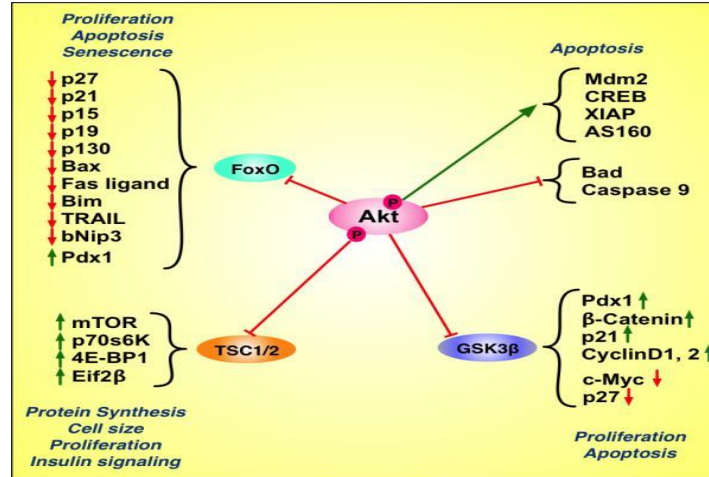 Proliferation
Apoptosis
Senescence
↓ p27
↓ p21
↓ p15
↓ p19
↓ p130
↓ Bax
↓ Fas ligand
↓ Bim
↓ TRAIL
↓ bNip3
↑ Pdx1
FoxO
Apoptosis
Mdm2
CREB
XIAP
AS160
Bad
Caspase 9
P
Akt
P
↑ mTOR
↑ p70s6K
↑ 4E-BP1
↑ Eif2β
TSC1/2
Protein Synthesis
Cell size
Proliferation
Insulin signaling
GSK3β
Pdx1 ↑
β-Catenin ↑
p21 ↑
CyclinD1, 2 ↑
c-Myc ↓
p27 ↓
Proliferation
Apoptosis